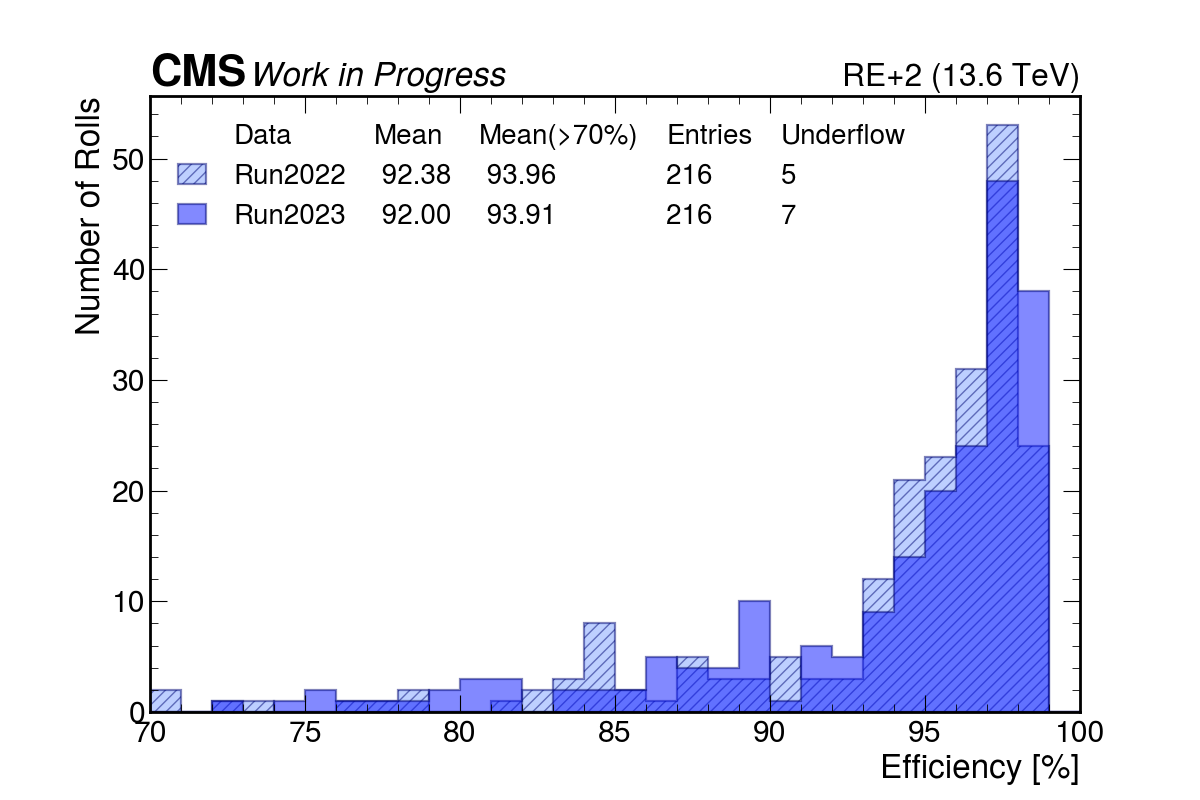 CMS Work in Progress RE+2 (13.6 TeV)
Number of Rolls
Data Mean Mean(>70%) Entries Underflow
Run2022 92.38 93.96 216 5
Run2023 92.00 93.91 216 7
50
40
30
20
10
0
70 75 80 85 90 95 100
Efficiency [%]